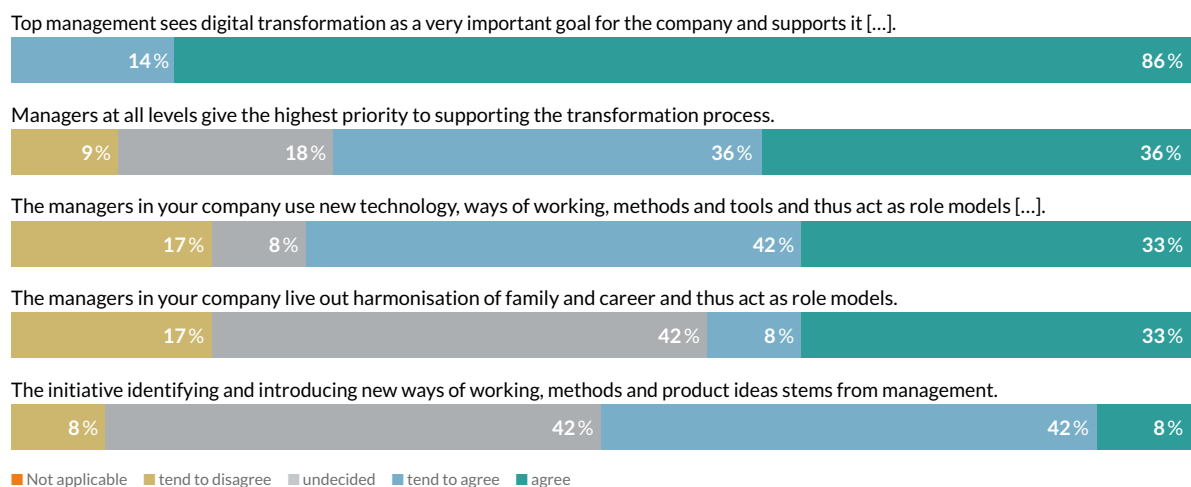 Top management sees digital transformation as a very important goal for the company and supports it […].
14 % 86 %
Managers at all levels give the highest priority to supporting the transformation process.
9 % 18 % 36 % 36 %
The managers in your company use new technology, ways of working, methods and tools and thus act as role models […].
17 % 8 % 42 % 33 %
The managers in your company live out harmonisation of family and career and thus act as role models.
17 % 42 % 8 % 33 %
The initiative identifying and introducing new ways of working, methods and product ideas stems from management.
8 % 42 % 42 % 8 %
Not applicable tend to disagree undecided tend to agree agree